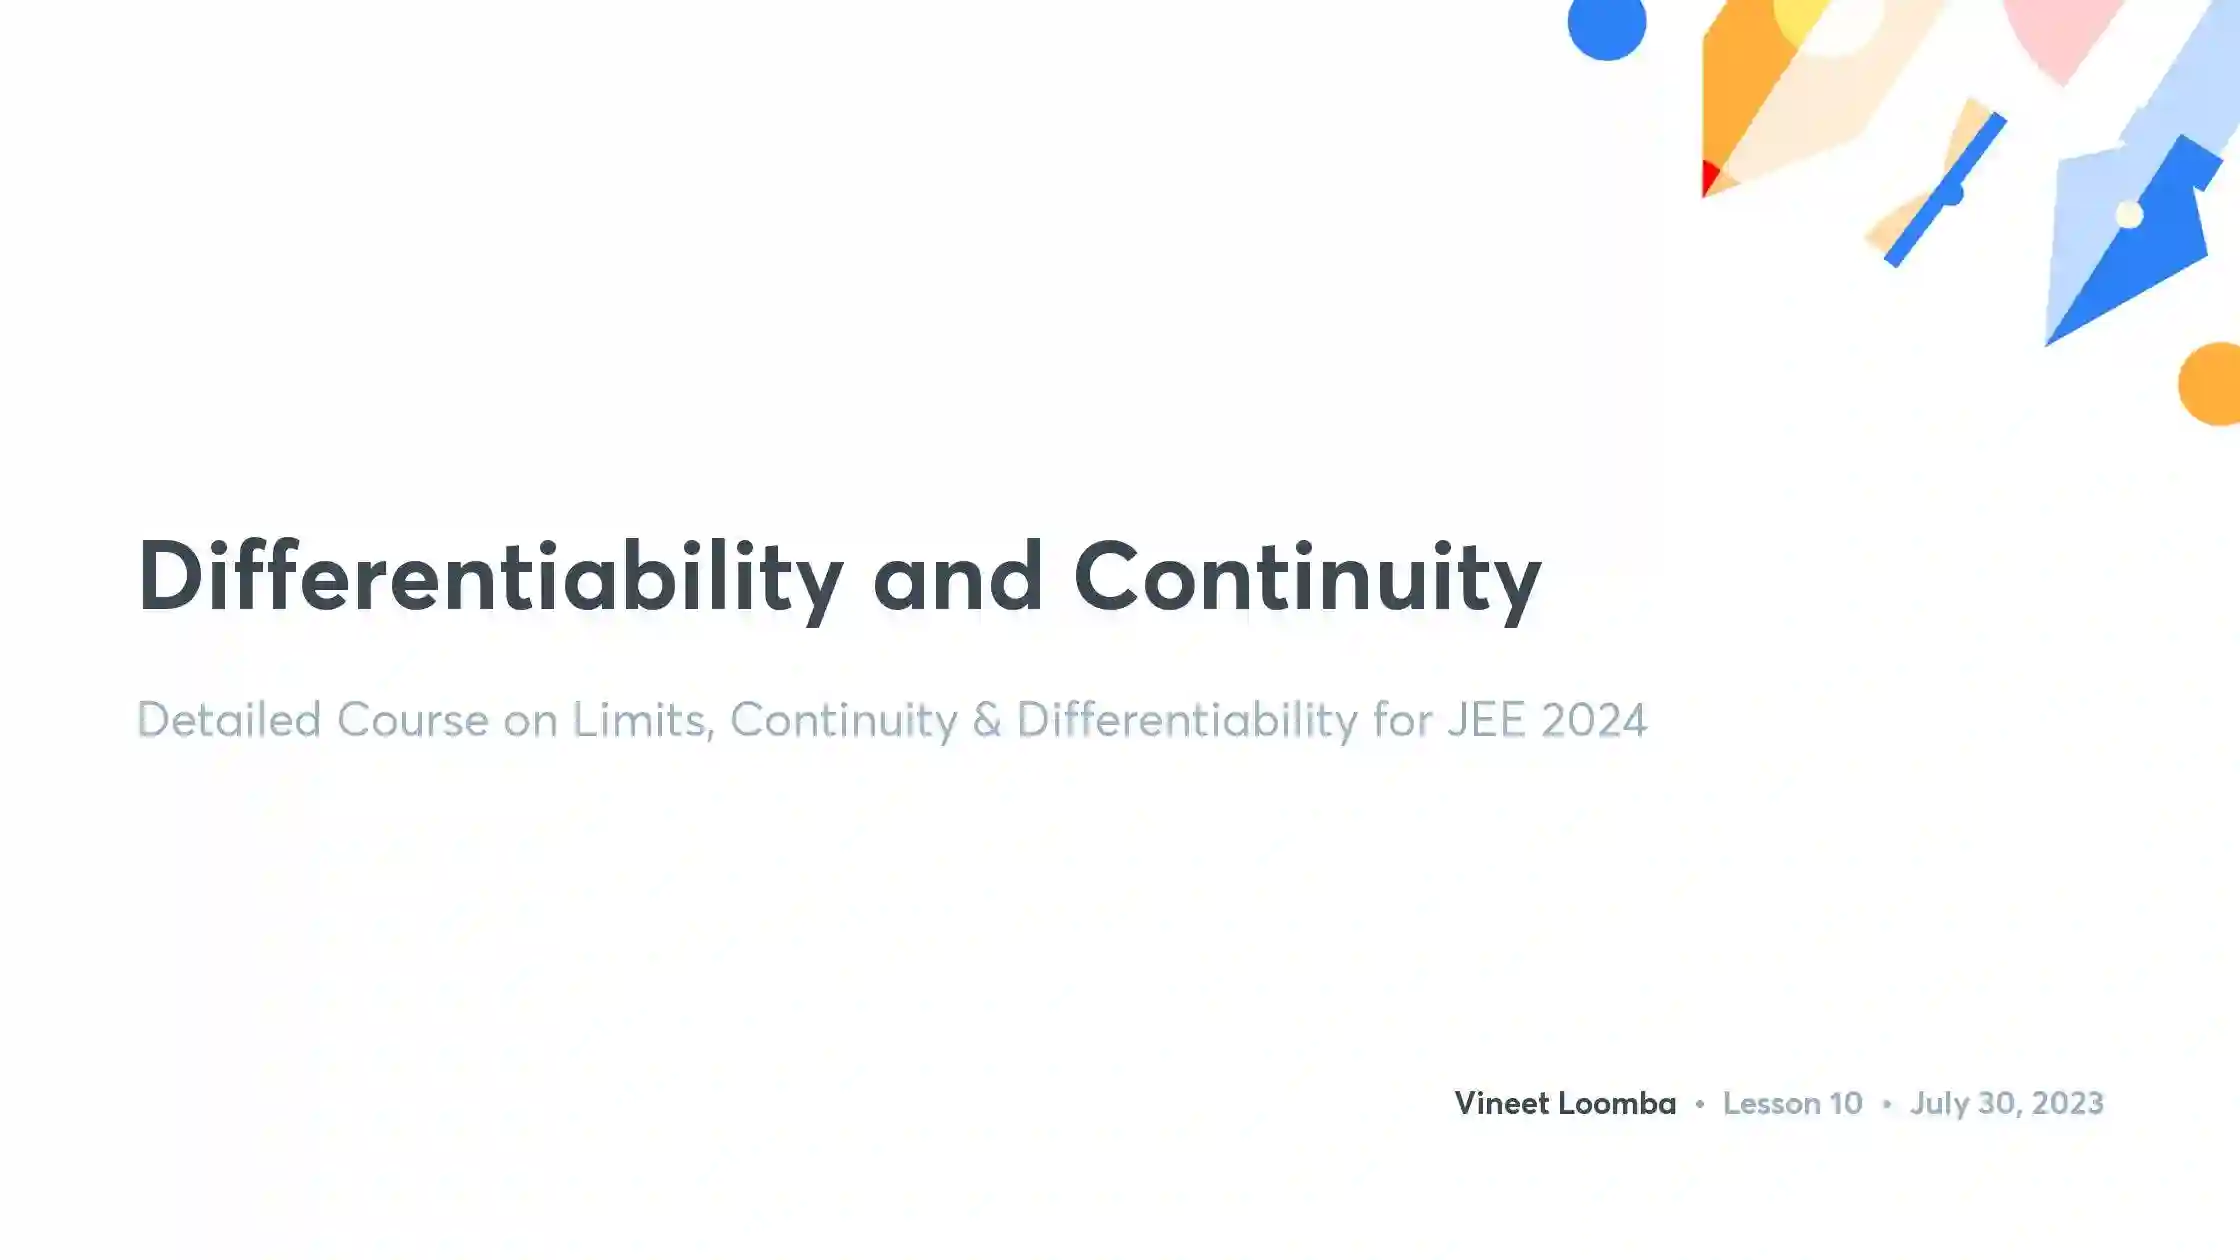 Differentiability and Continuity
Detailed Course on Limits, Continuity & Differentiability for JEE 2024
Vineet Loomba • Lesson 10 • July 30, 2023